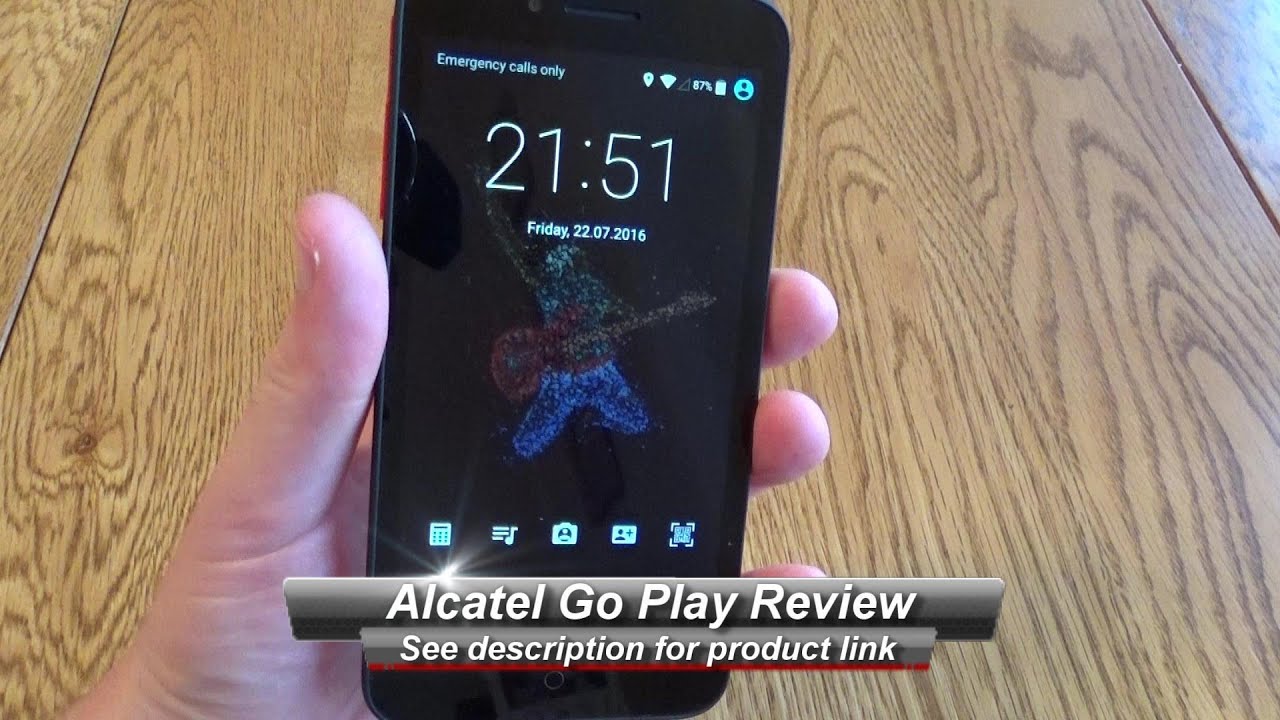 Emergency calls only
87%
21:51
Friday, 22.07.2016
Alcatel Go Play Review
See description for product link